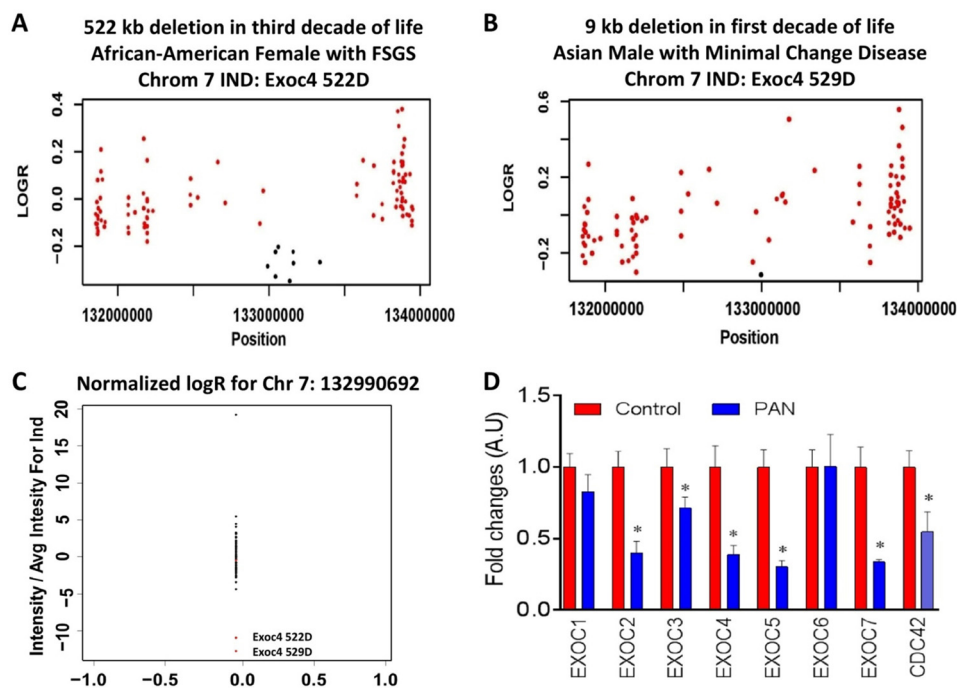 A
522 kb deletion in third decade of life
African-American Female with FSGS
Chrom 7 IND: Exoc4 522D
LOGR
0.4
0.2
0.0
−0.2
132000000 133000000 134000000
Position
B
9 kb deletion in first decade of life
Asian Male with Minimal Change Disease
Chrom 7 IND: Exoc4 529D
LOGR
0.6
0.2
−0.2
132000000 133000000 134000000
Position
C
Normalized logR for Chr 7: 132990692
Intensity / Avg Intesity For Ind
20
15
10
5
0
−5
−10
Exoc4 522D
Exoc4 529D
−1.0 −0.5 0.0 0.5 1.0
D
Fold changes (A.U)
1.5
1.0
0.5
0.0
Control PAN
* * * * * *
EXOC1 EXOC2 EXOC3 EXOC4 EXOC5 EXOC6 EXOC7 CDC42